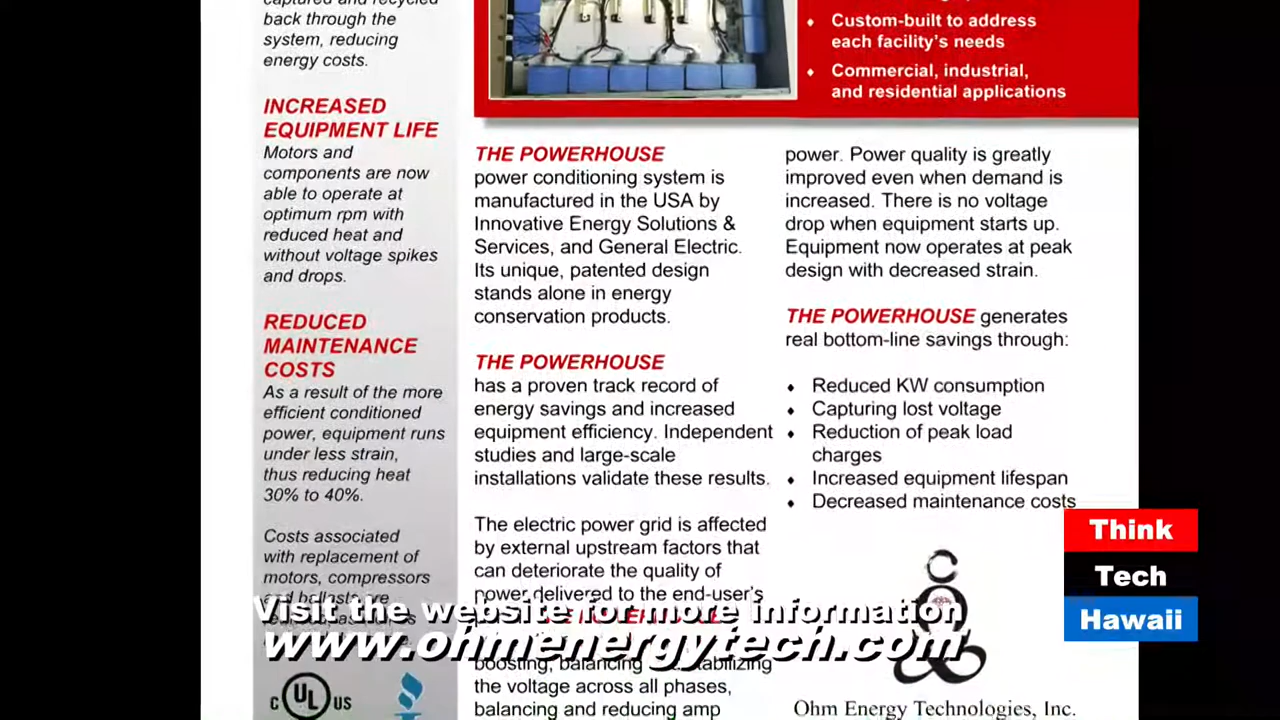 captured and recycled
back through the
system, reducing
energy costs.
INCREASED
EQUIPMENT LIFE
Motors and
components are now
able to operate at
optimum rpm with
reduced heat and
without voltage spikes
and drops.
REDUCED
MAINTENANCE
COSTS
As a result of the more
efficient conditioned
power, equipment runs
under less strain,
thus reducing heat
30% to 40%.
Costs associated
with replacement of
motors, compressors
and ballasts are
C UL US
Custom-built to address
each facility's needs
Commercial, industrial,
and residential applications
THE POWERHOUSE
power conditioning system is
manufactured in the USA by
Innovative Energy Solutions &
Services, and General Electric.
Its unique, patented design
stands alone in energy
conservation products.
THE POWERHOUSE
has a proven track record of
energy savings and increased
equipment efficiency. Independent
studies and large-scale
installations validate these results.
The electric power grid is affected
by external upstream factors that
can deteriorate the quality of
power delivered to the end-user's
boosting, balancing stabilizing
the voltage across all phases,
balancing and reducing amp
power. Power quality is greatly
improved even when demand is
increased. There is no voltage
drop when equipment starts up.
Equipment now operates at peak
design with decreased strain.
THE POWERHOUSE generates
real bottom-line savings through:
Reduced KW consumption
Capturing lost voltage
Reduction of peak load
charges
Increased equipment lifespan
Decreased maintenance costs
Ohm Energy Technologies, Inc.
Think
Tech
Hawaii
Visit the website for more information
www.ohmenergytech.com